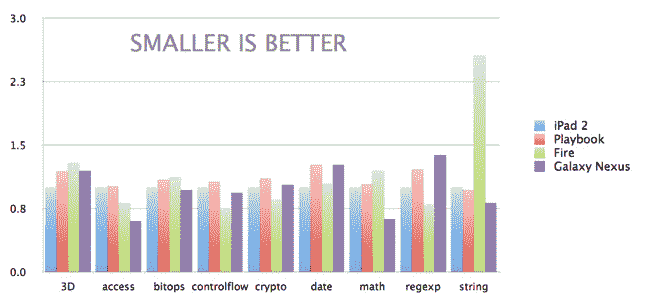 SMALLER IS BETTER
3.0
2.3
1.5
0.8
0.0
3D access bitops controlflow crypto date math regexp string
iPad 2
Playbook
Fire
Galaxy Nexus